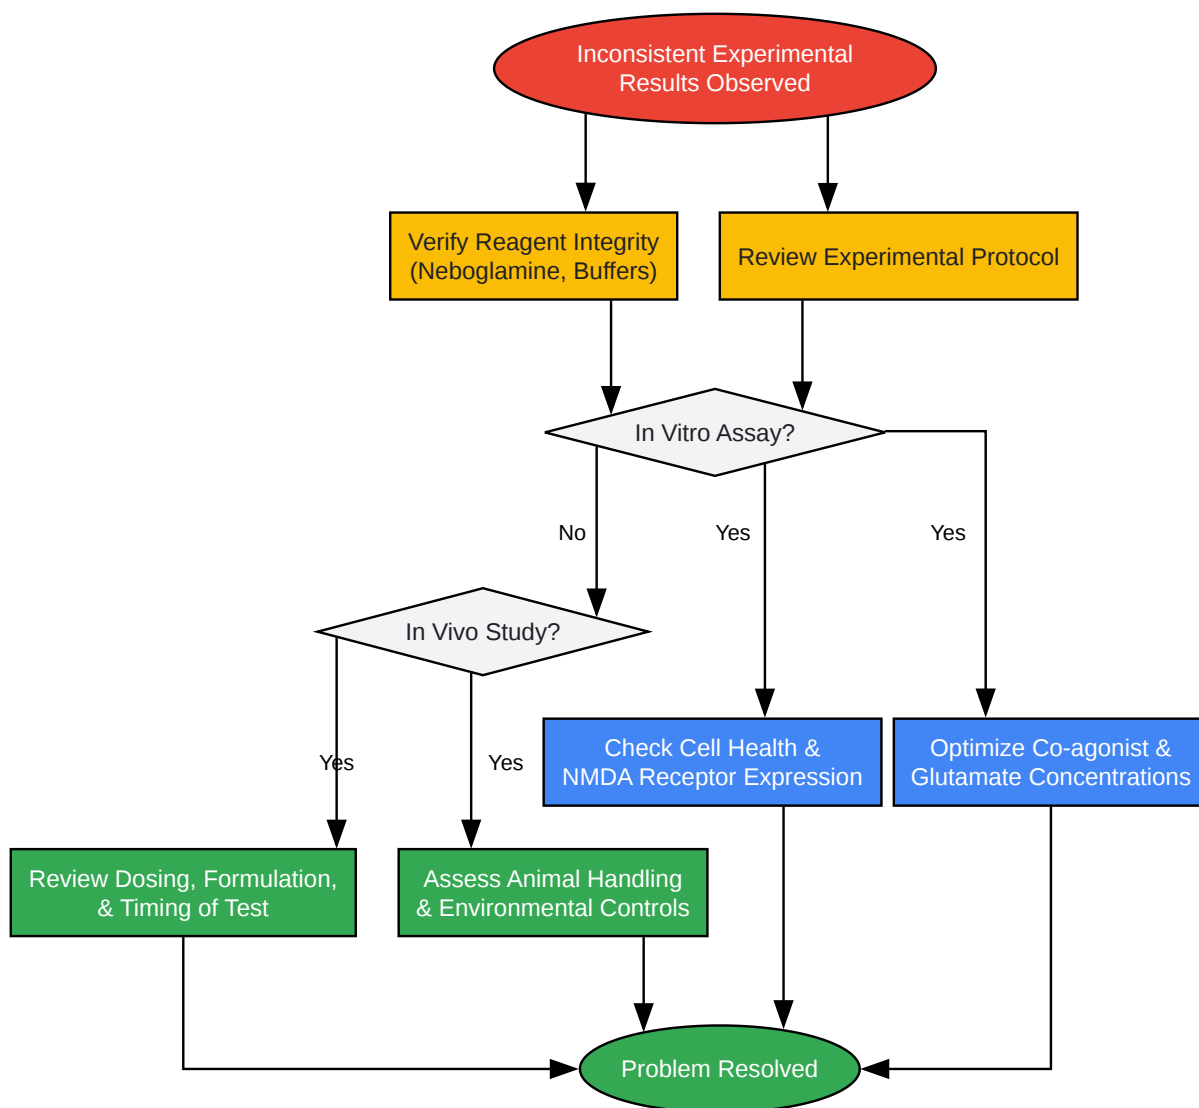 Inconsistent Experimental
Results Observed
Verify Reagent Integrity
(Neboglamine, Buffers)
Review Experimental Protocol
In Vitro Assay?
No
Yes
Yes
In Vivo Study?
Yes
Yes
Check Cell Health &
NMDA Receptor Expression
Optimize Co-agonist &
Glutamate Concentrations
Review Dosing, Formulation,
& Timing of Test
Assess Animal Handling
& Environmental Controls
Problem Resolved